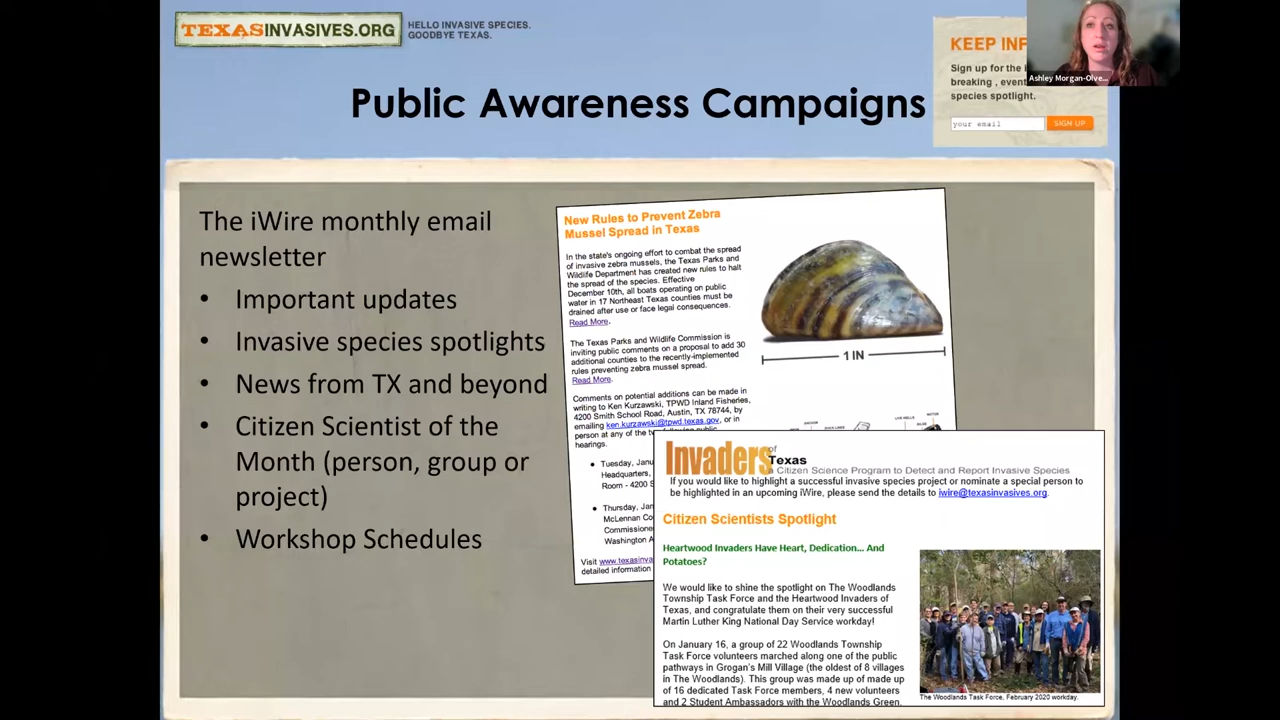 TEXASINVASIVES.ORG
HELLO INVASIVE SPECIES.
GOODBYE TEXAS.
KEEP INF
Sign up for the i
breaking , event
species spotlight.
your email
SIGN UP
Ashley Morgan-Olve...
Public Awareness Campaigns
The iWire monthly email
newsletter
• Important updates
• Invasive species spotlights
• News from TX and beyond
• Citizen Scientist of the
Month (person, group or
project)
• Workshop Schedules
New Rules to Prevent Zebra
Mussel Spread in Texas
In the state's ongoing effort to combat the spread
of invasive zebra mussels, the Texas Parks and
Wildlife Department has created new rules to halt
the spread of the species. Effective
December 10th, all boats operating on public
water in 17 Northeast Texas counties must be
drained after use or face legal consequences.
Read More.
The Texas Parks and Wildlife Commission is
inviting public comments on a proposal to add 30
additional counties to the recently-implemented
rules preventing zebra mussel spread.
Read More.
Comments on potential additions can be made in
writing to Ken Kurzawski, TPWD Inland Fisheries,
4200 Smith School Road, Austin, TX 78744, by
emailing ken.kurzawski@tpwd.texas.gov, or in
person at any of the two following public
hearings.
• Tuesday, Janu
Headquarters,
Room - 4200 S
• Thursday, Jan
McLennan Co
Commissione
Washington A
Visit www.texasinva
detailed information
1 IN
Invaders of
Texas
a Citizen Science Program to Detect and Report Invasive Species
If you would like to highlight a successful invasive species project or nominate a special person to
be highlighted in an upcoming iWire, please send the details to iwire@texasinvasives.org.
Citizen Scientists Spotlight
Heartwood Invaders Have Heart, Dedication... And
Potatoes?
We would like to shine the spotlight on The Woodlands
Township Task Force and the Heartwood Invaders of
Texas, and congratulate them on their very successful
Martin Luther King National Day Service workday!
On January 16, a group of 22 Woodlands Township
Task Force volunteers marched along one of the public
pathways in Grogan's Mill Village (the oldest of 8 villages
in The Woodlands). This group was made up of made up
of 16 dedicated Task Force members, 4 new volunteers
and 2 Student Ambassadors with the Woodlands Green.
The Woodlands Task Force, February 2020 workday.